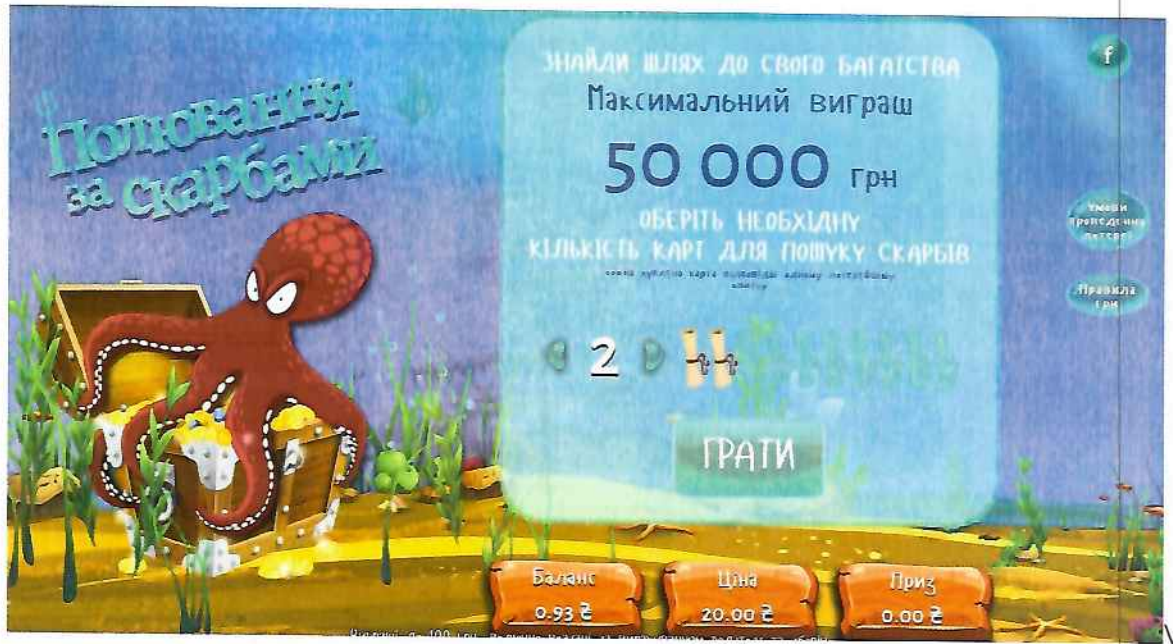 Полювання
за скарбами
ЗНАЙДИ ШЛЯХ ДО СВОГО БАГАТСТВА
Максимальний виграш
50 000 грн
ОБЕРІТЬ НЕОБХІДНУ
КІЛЬКІСТЬ КАРТ ДЛЯ ПОШУКУ СКАРБІВ
2
ГРАТИ
f
Умови
Правила
гри
Баланс
0.93 ₴
Ціна
20.00 ₴
Приз
0.00 ₴